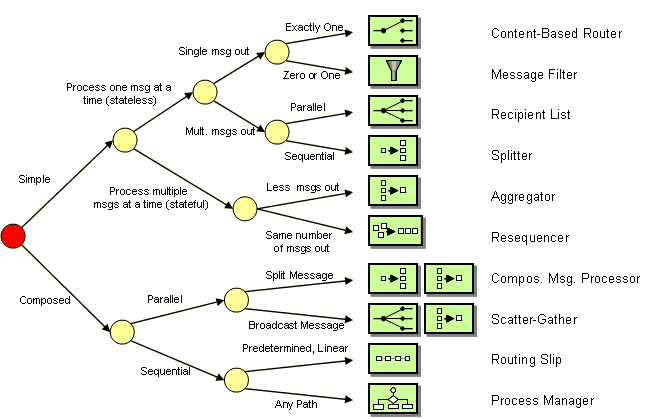 Exactly One
Content-Based Router
Single msg out
Zero or One
Message Filter
Process one msg at a
time (stateless)
Parallel
Recipient List
Mult. msgs out
Sequential
Splitter
Simple
Process multiple
msgs at a time (stateful)
Less msgs out
Aggregator
Same number
of msgs out
Resequencer
Composed
Parallel
Split Message
Compos. Msg. Processor
Broadcast Message
Scatter-Gather
Sequential
Predetermined, Linear
Routing Slip
Any Path
Process Manager